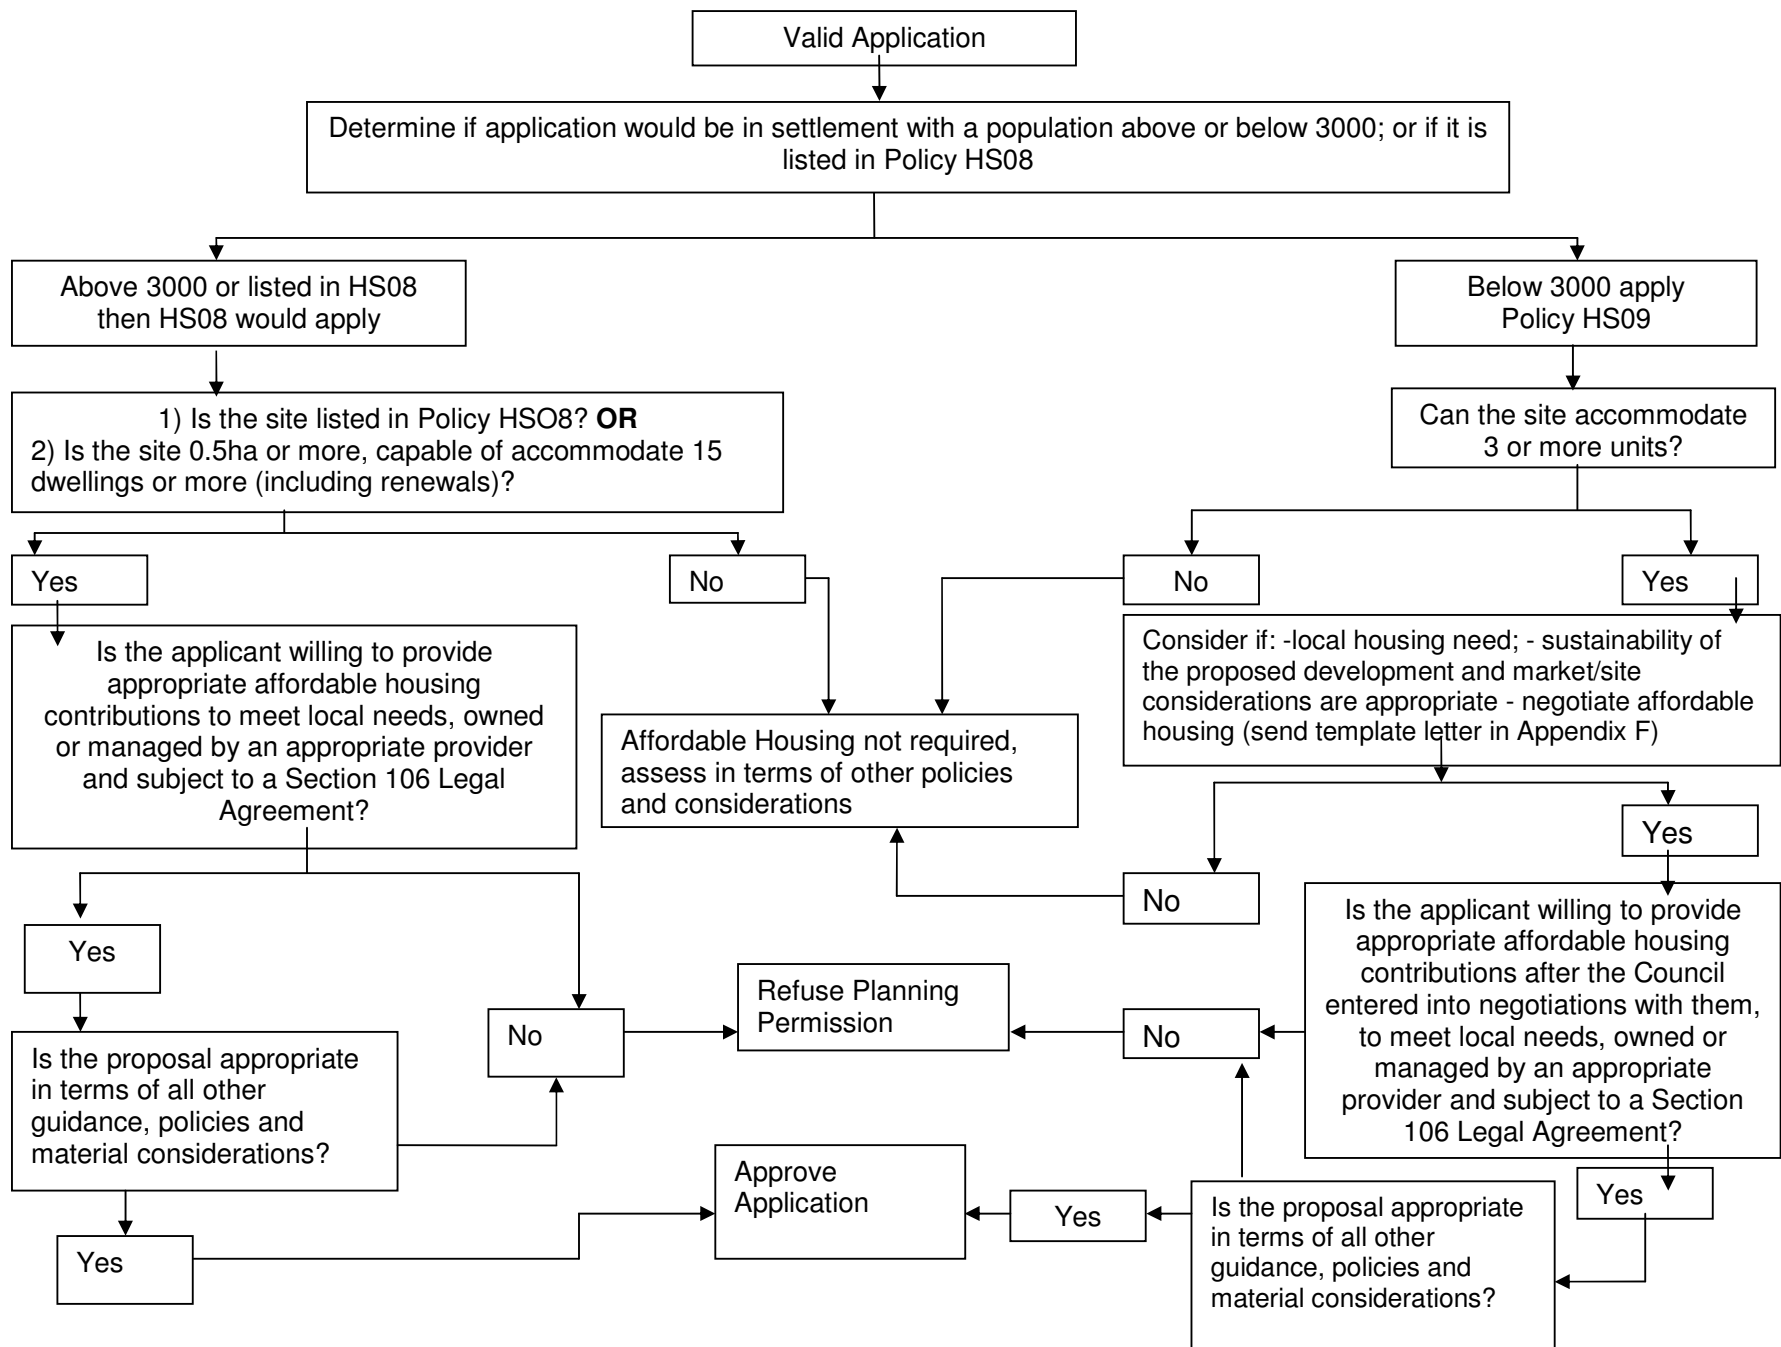 Valid Application
Determine if application would be in settlement with a population above or below 3000; or if it is
listed in Policy HS08
Above 3000 or listed in HS08
then HS08 would apply
Below 3000 apply
Policy HS09
1) Is the site listed in Policy HSO8? OR
2) Is the site 0.5ha or more, capable of accommodate 15
dwellings or more (including renewals)?
Can the site accommodate
3 or more units?
Yes
No
No
Yes
Is the applicant willing to provide
appropriate affordable housing
contributions to meet local needs, owned
or managed by an appropriate provider
and subject to a Section 106 Legal
Agreement?
Affordable Housing not required,
assess in terms of other policies
and considerations
Consider if: -local housing need; - sustainability of
the proposed development and market/site
considerations are appropriate - negotiate affordable
housing (send template letter in Appendix F)
Yes
No
Yes
No
Refuse Planning
Permission
No
Is the applicant willing to provide
appropriate affordable housing
contributions after the Council
entered into negotiations with them,
to meet local needs, owned or
managed by an appropriate
provider and subject to a Section
106 Legal Agreement?
Is the proposal appropriate
in terms of all other
guidance, policies and
material considerations?
Approve
Application
Yes
Yes
Is the proposal appropriate
in terms of all other
guidance, policies and
material considerations?
Yes